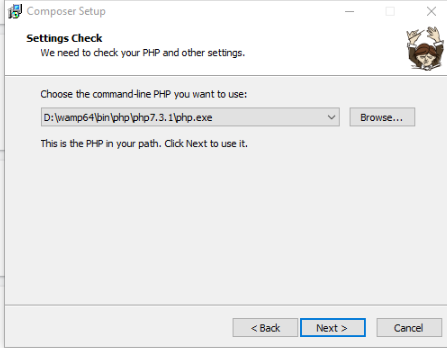 Composer Setup
Settings Check
We need to check your PHP and other settings.
Choose the command-line PHP you want to use:
D:\wamp64\bin\php\php7.3.1\php.exe
Browse...
This is the PHP in your path. Click Next to use it.
< Back
Next >
Cancel